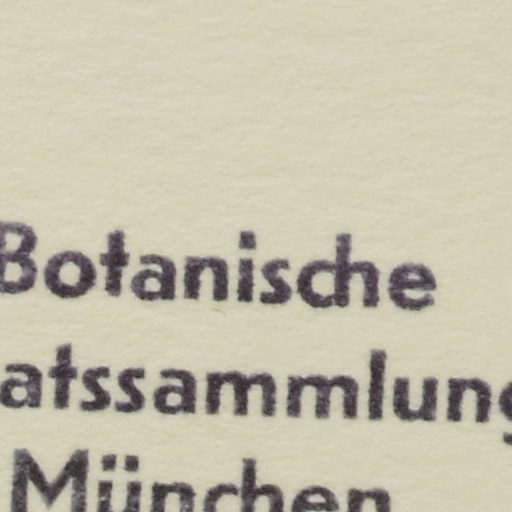 Botanische
atssammlung
München